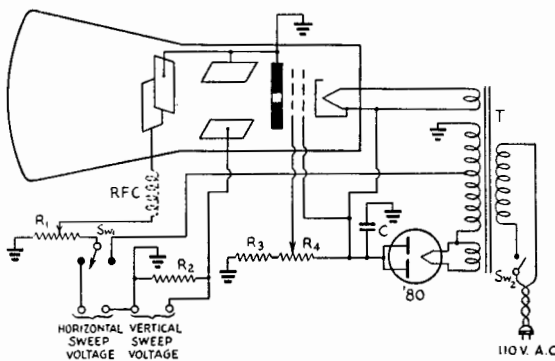 T
RFC
R1
Sw1
R2
R3
R4
C
'80
Sw2
HORIZONTAL
SWEEP
VOLTAGE
VERTICAL
SWEEP
VOLTAGE
110 V. A.C.